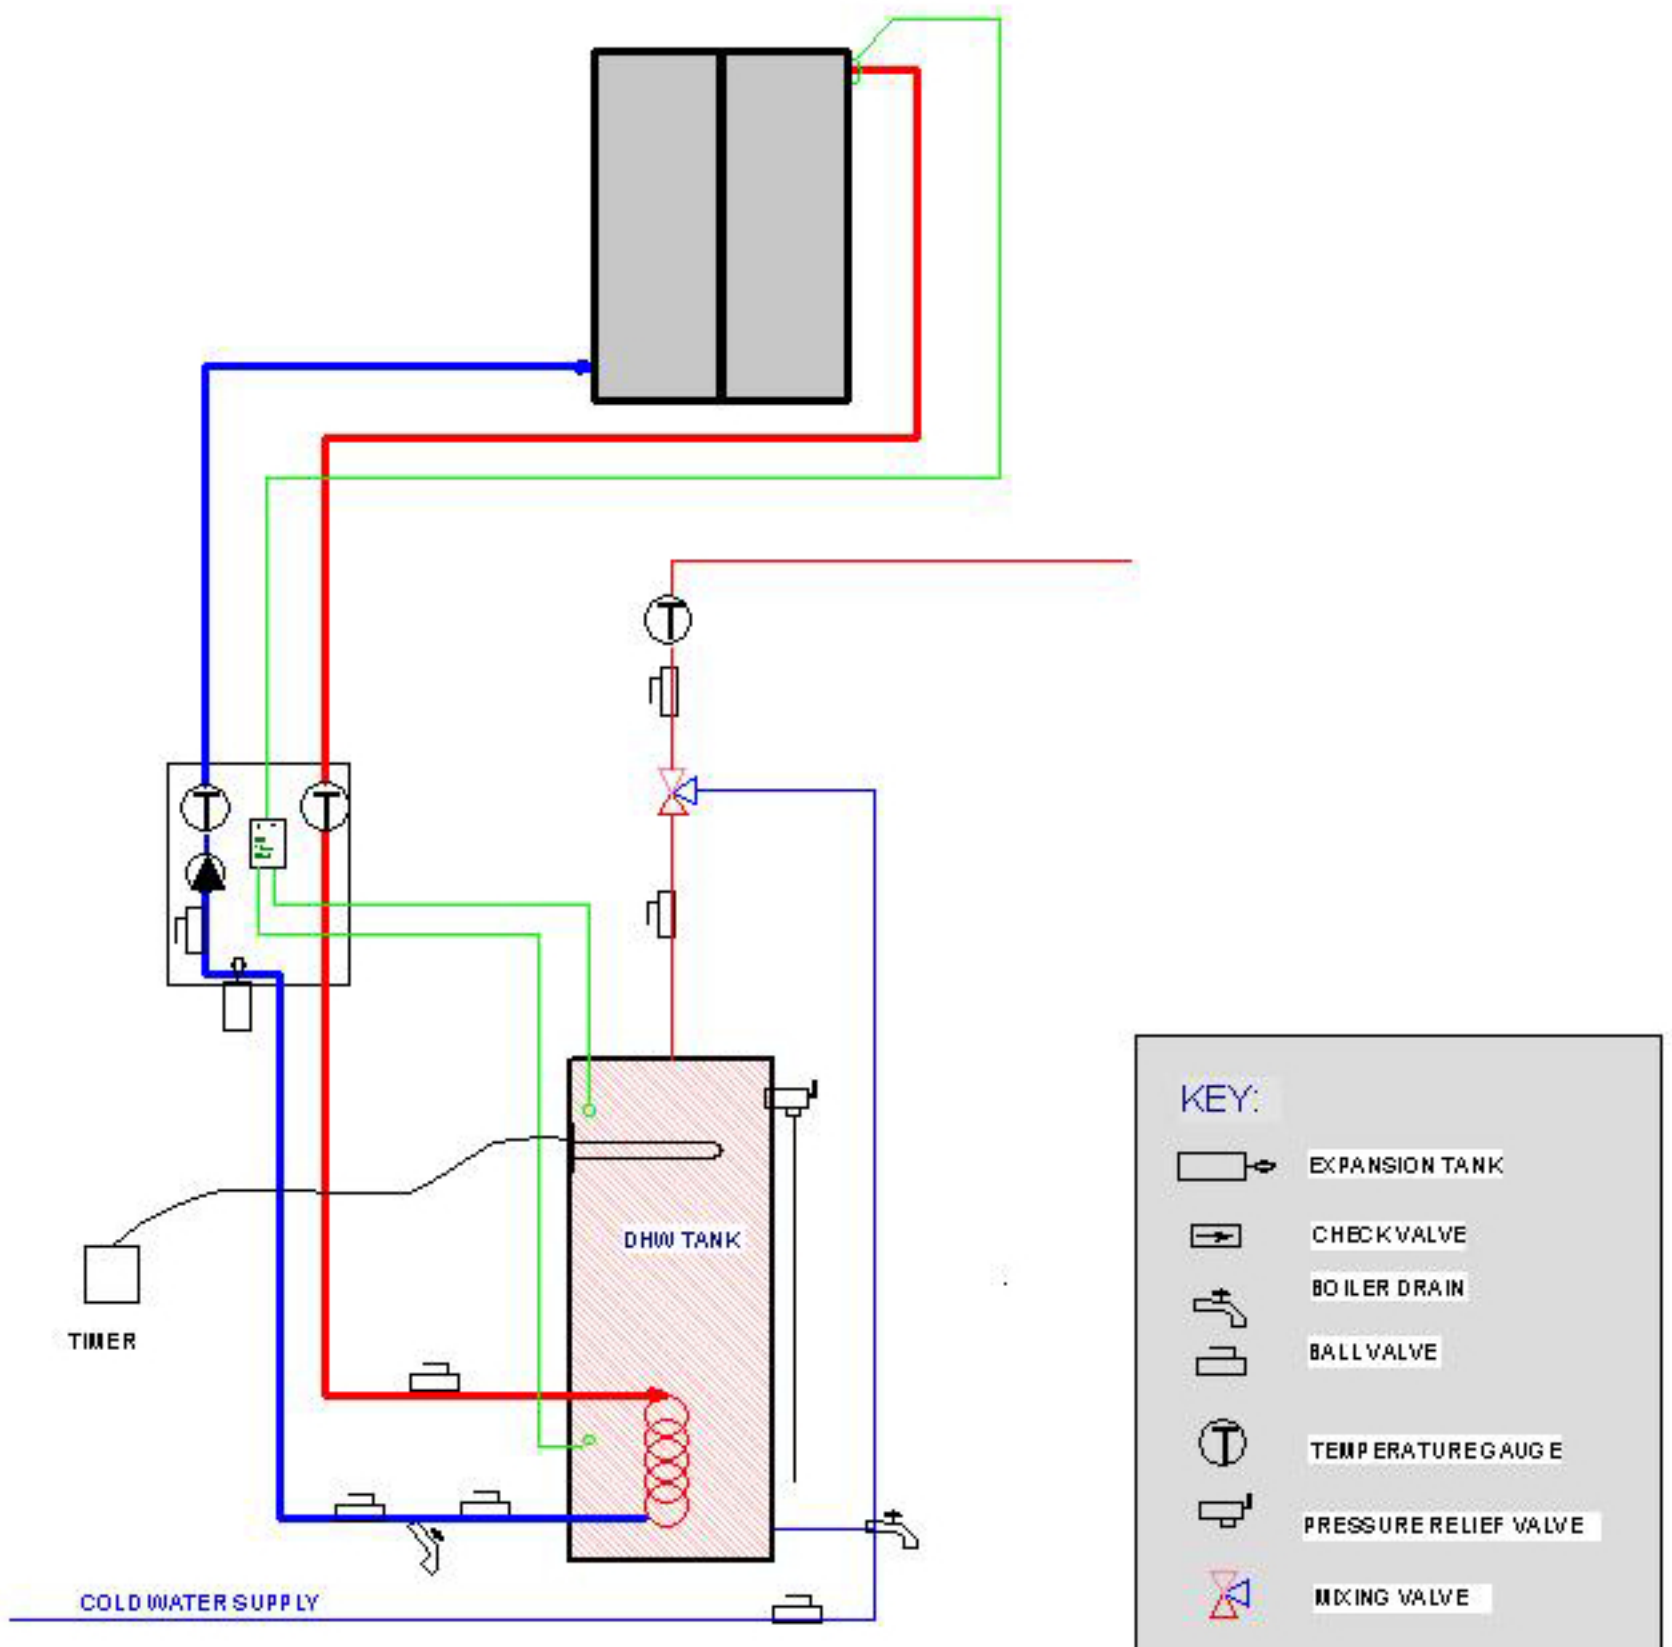 T
T
T
DHW TANK
TIMER
COLD WATER SUPPLY
KEY:
EXPANSION TANK
CHECK VALVE
BOILER DRAIN
BALL VALVE
T
TEMPERATURE GAUGE
PRESSURE RELIEF VALVE
MIXING VALVE